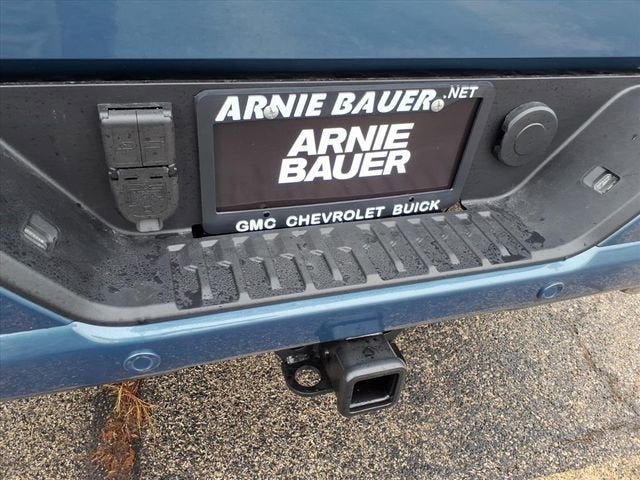 ARNIE BAUER.NET
ARNIE
BAUER
GMC CHEVROLET BUICK